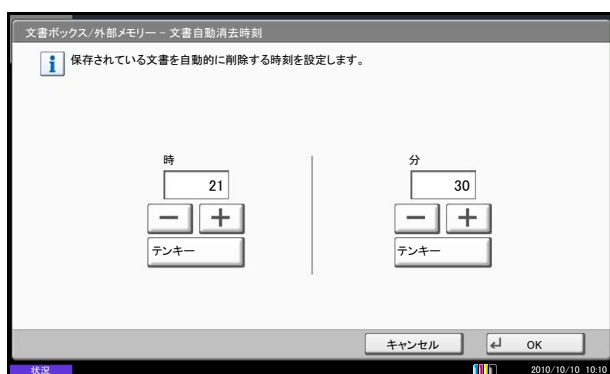 文書ボックス/外部メモリー - 文書自動消去時刻
保存されている文書を自動的に削除する時刻を設定します。
時
分
21
30
テンキー
テンキー
キャンセル
OK
状況
2010/10/10 10:10